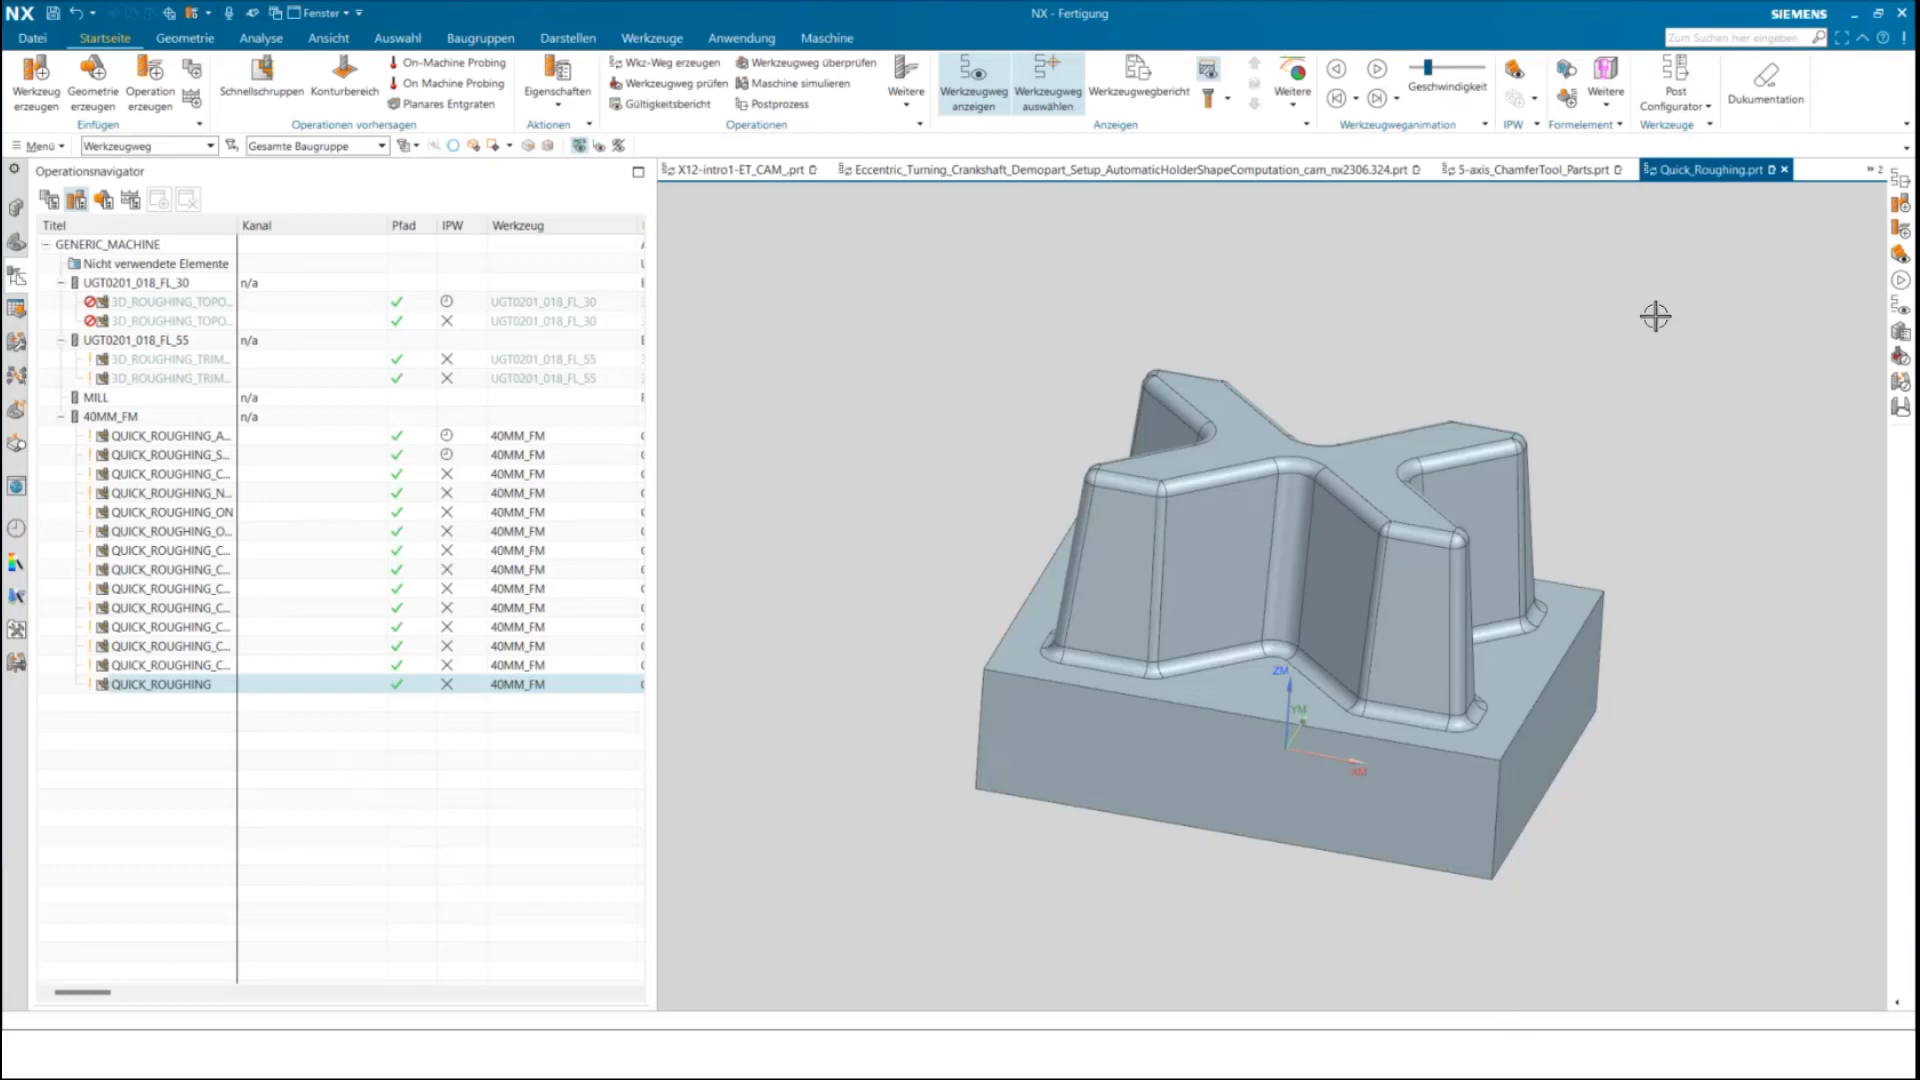 NX
Fenster
NX - Fertigung
SIEMENS
Datei
Startseite
Geometrie
Analyse
Ansicht
Auswahl
Baugruppen
Darstellen
Werkzeuge
Anwendung
Maschine
Zum Suchen hier eingeben
Werkzeug erzeugen
Geometrie erzeugen
Operation erzeugen
Einfügen
Schnellschruppen
Konturbereich
On-Machine Probing
On Machine Probing
Planares Entgraten
Operationen vorhersagen
Eigenschaften
Aktionen
Wkz-Weg erzeugen
Werkzeugweg prüfen
Gültigkeitsbericht
Werkzeugweg überprüfen
Maschine simulieren
Postprozess
Weitere
Operationen
Werkzeugweg anzeigen
Werkzeugweg auswählen
Werkzeugwegbericht
Weitere
Anzeigen
Geschwindigkeit
Werkzeugweganimation
IPW
Weitere
Formelement
Post Configurator
Werkzeuge
Dokumentation
Menü
Werkzeugweg
Gesamte Baugruppe
Operationsnavigator
X12-intro1-ET_CAM_.prt
Eccentric_Turning_Crankshaft_Demopart_Setup_AutomaticHolderShapeComputation_cam_nx2306.324.prt
5-axis_ChamferTool_Parts.prt
Quick_Roughing.prt
2
Titel Kanal Pfad IPW Werkzeug
GENERIC_MACHINE
Nicht verwendete Elemente
UGT0201_018_FL_30 n/a
3D_ROUGHING_TOPO... UGT0201_018_FL_30
3D_ROUGHING_TOPO... UGT0201_018_FL_30
UGT0201_018_FL_55 n/a
3D_ROUGHING_TRIM... UGT0201_018_FL_55
3D_ROUGHING_TRIM... UGT0201_018_FL_55
MILL n/a
40MM_FM n/a
QUICK_ROUGHING_A... 40MM_FM
QUICK_ROUGHING_S... 40MM_FM
QUICK_ROUGHING_C... 40MM_FM
QUICK_ROUGHING_N... 40MM_FM
QUICK_ROUGHING_ON 40MM_FM
QUICK_ROUGHING_O... 40MM_FM
QUICK_ROUGHING_C... 40MM_FM
QUICK_ROUGHING_C... 40MM_FM
QUICK_ROUGHING_C... 40MM_FM
QUICK_ROUGHING_C... 40MM_FM
QUICK_ROUGHING_C... 40MM_FM
QUICK_ROUGHING_C... 40MM_FM
QUICK_ROUGHING_C... 40MM_FM
QUICK_ROUGHING 40MM_FM
ZM
YM
XM